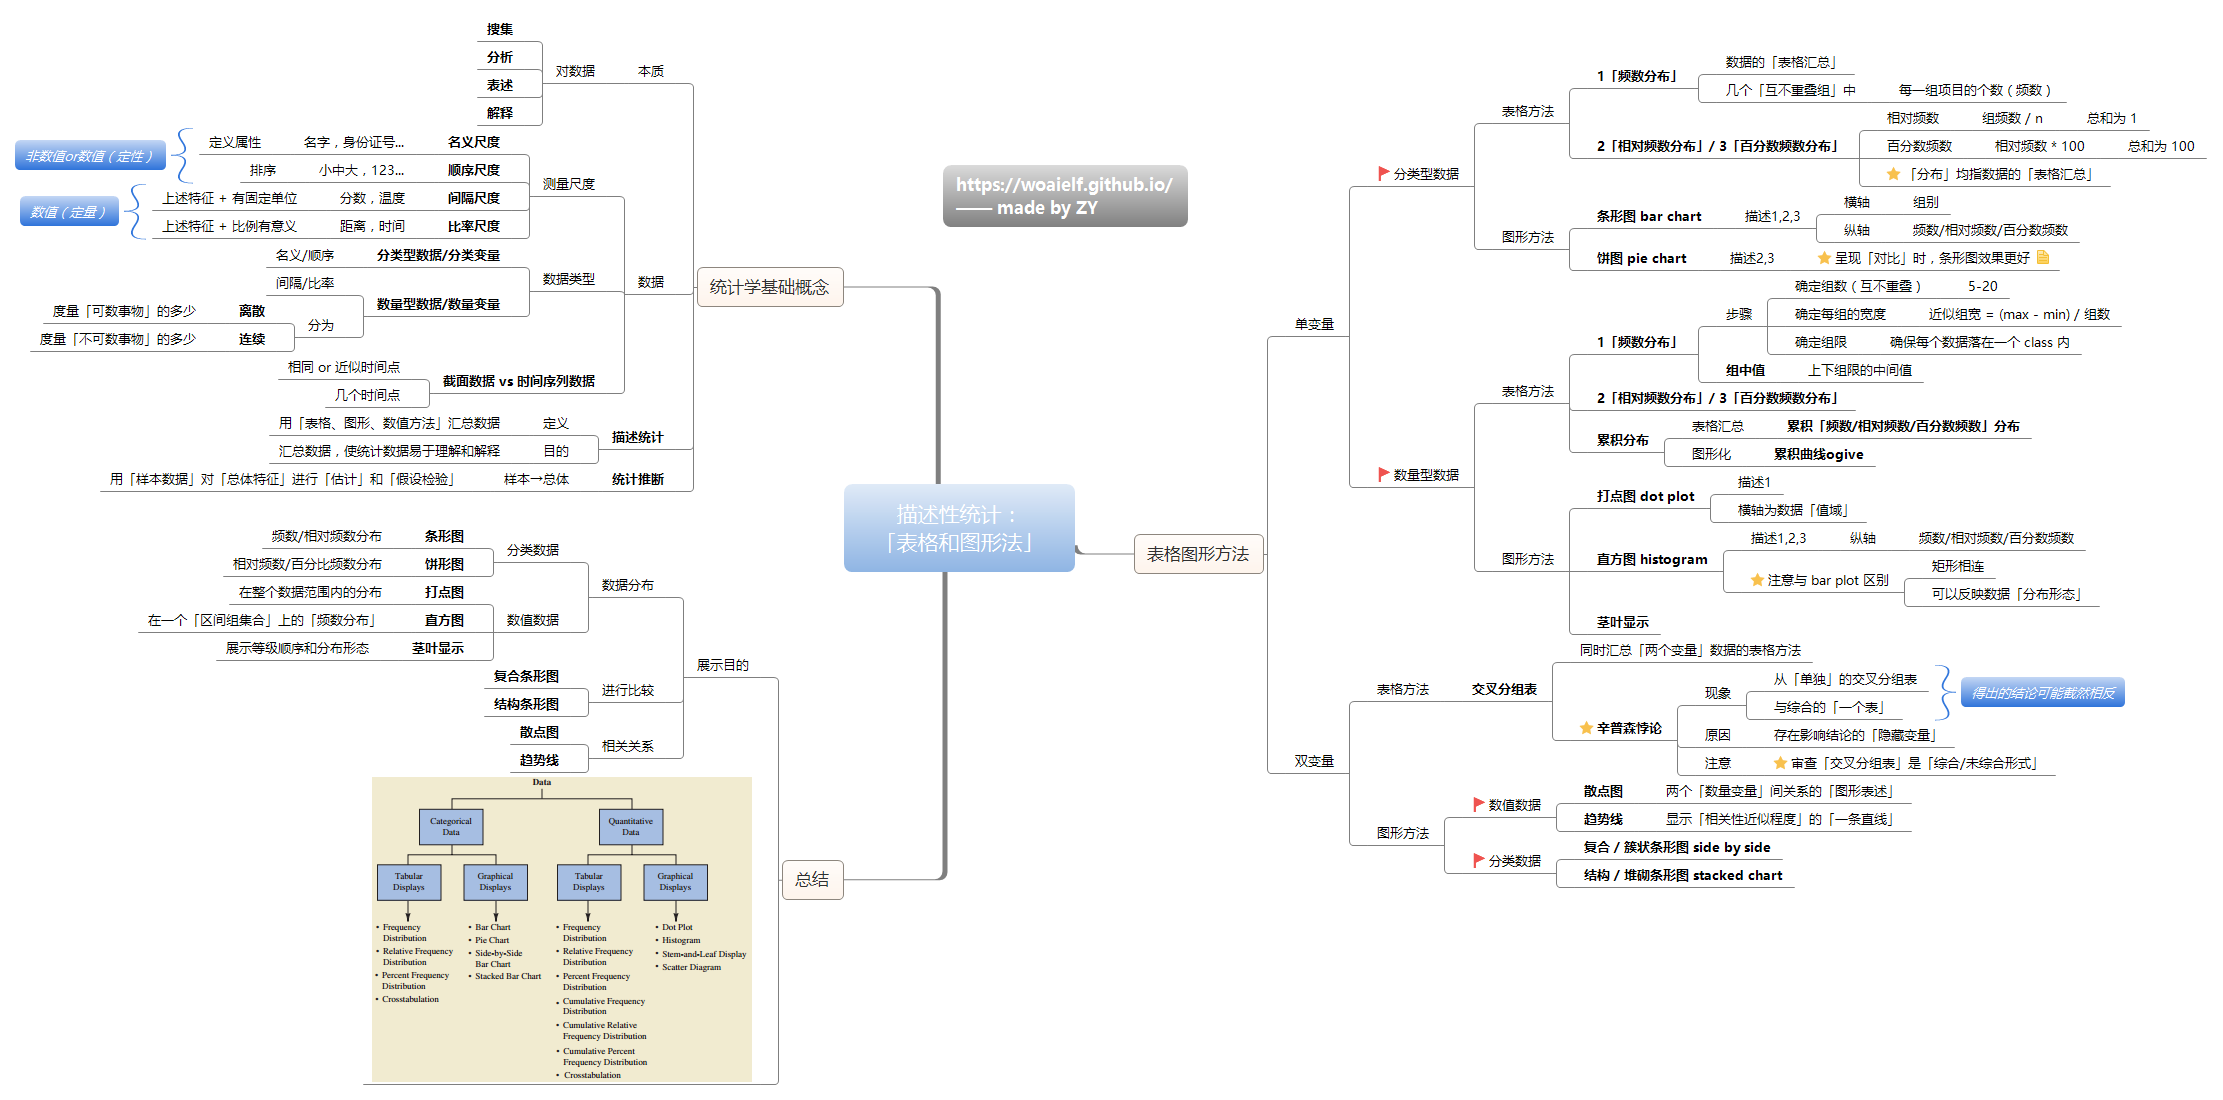 描述性统计：
「表格和图形法」
https://woaielf.github.io/
—— made by ZY
统计学基础概念
本质
对数据
搜集
分析
表述
解释
数据
测量尺度
名义尺度
名字，身份证号...
定义属性
顺序尺度
小中大，123...
排序
非数值or数值（定性）
间隔尺度
分数，温度
上述特征 + 有固定单位
比率尺度
距离，时间
上述特征 + 比例有意义
数值（定量）
数据类型
分类型数据/分类变量
名义/顺序
数量型数据/数量变量
间隔/比率
分为
离散
度量「可数事物」的多少
连续
度量「不可数事物」的多少
截面数据 vs 时间序列数据
相同 or 近似时间点
几个时间点
描述统计
定义
用「表格、图形、数值方法」汇总数据
目的
汇总数据，使统计数据易于理解和解释
统计推断
样本→总体
用「样本数据」对「总体特征」进行「估计」和「假设检验」
表格图形方法
单变量
分类型数据
表格方法
1「频数分布」
数据的「表格汇总」
几个「互不重叠组」中
每一组项目的个数（频数）
2「相对频数分布」/ 3「百分数频数分布」
相对频数
组频数 / n
总和为 1
百分数频数
相对频数 * 100
总和为 100
「分布」均指数据的「表格汇总」
图形方法
条形图 bar chart
描述1,2,3
横轴
组别
纵轴
频数/相对频数/百分数频数
饼图 pie chart
描述2,3
呈现「对比」时，条形图效果更好
数量型数据
表格方法
1「频数分布」
步骤
确定组数（互不重叠）
5-20
确定每组的宽度
近似组宽 = (max - min) / 组数
确定组限
确保每个数据落在一个 class 内
组中值
上下组限的中间值
2「相对频数分布」/ 3「百分数频数分布」
累积分布
表格汇总
累积「频数/相对频数/百分数频数」分布
图形化
累积曲线ogive
图形方法
打点图 dot plot
描述1
横轴为数据「值域」
直方图 histogram
描述1,2,3
纵轴
频数/相对频数/百分数频数
注意与 bar plot 区别
矩形相连
可以反映数据「分布形态」
茎叶显示
双变量
表格方法
交叉分组表
同时汇总「两个变量」数据的表格方法
辛普森悖论
现象
从「单独」的交叉分组表
与综合的「一个表」
得出的结论可能截然相反
原因
存在影响结论的「隐藏变量」
注意
审查「交叉分组表」是「综合/未综合形式」
图形方法
数值数据
散点图
两个「数量变量」间关系的「图形表述」
趋势线
显示「相关性近似程度」的「一条直线」
分类数据
复合 / 簇状条形图 side by side
结构 / 堆砌条形图 stacked chart
总结
展示目的
数据分布
分类数据
条形图
频数/相对频数分布
饼形图
相对频数/百分比频数分布
数值数据
打点图
在整个数据范围内的分布
直方图
在一个「区间组集合」上的「频数分布」
茎叶显示
展示等级顺序和分布形态
进行比较
复合条形图
结构条形图
相关关系
散点图
趋势线
Data
Categorical
Data
Quantitative
Data
Tabular
Displays
Graphical
Displays
Tabular
Displays
Graphical
Displays
• Frequency
Distribution
• Relative Frequency
Distribution
• Percent Frequency
Distribution
• Crosstabulation
• Bar Chart
• Pie Chart
• Side-by-Side
Bar Chart
• Stacked Bar Chart
• Frequency
Distribution
• Relative Frequency
Distribution
• Percent Frequency
Distribution
• Cumulative Frequency
Distribution
• Cumulative Relative
Frequency Distribution
• Cumulative Percent
Frequency Distribution
• Crosstabulation
• Dot Plot
• Histogram
• Stem-and-Leaf Display
• Scatter Diagram